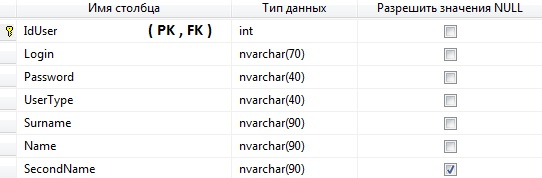 Имя столбца Тип данных Разрешить значения NULL
IdUser ( PK , FK ) int
Login nvarchar(70)
Password nvarchar(40)
UserType nvarchar(40)
Surname nvarchar(90)
Name nvarchar(90)
SecondName nvarchar(90)